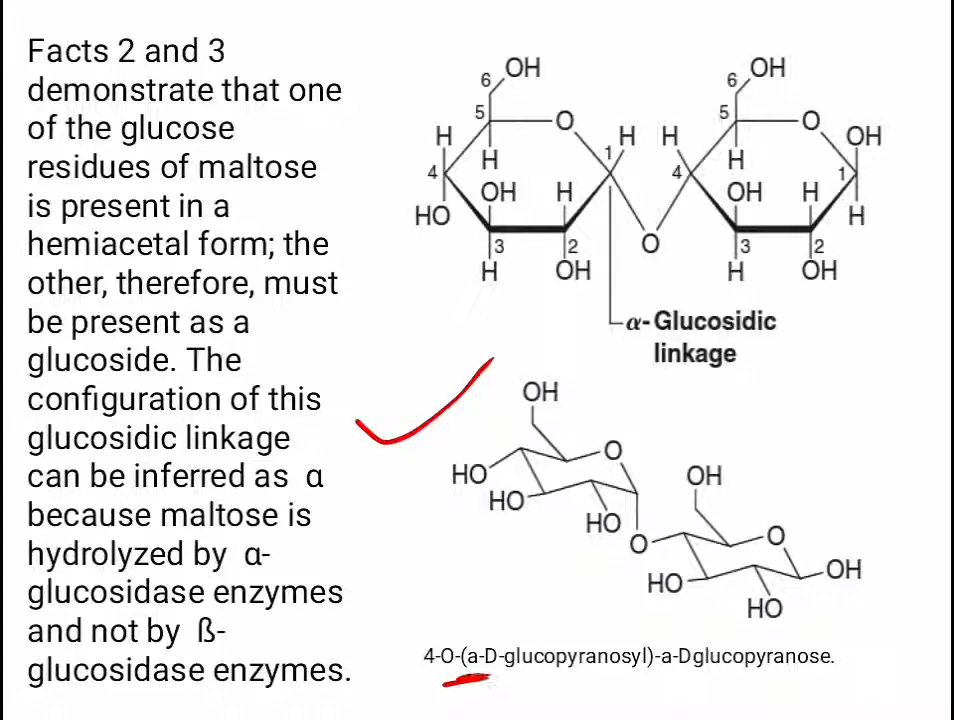 Facts 2 and 3
demonstrate that one
of the glucose
residues of maltose
is present in a
hemiacetal form; the
other, therefore, must
be present as a
glucoside. The
configuration of this
glucosidic linkage
can be inferred as α
because maltose is
hydrolyzed by α-
glucosidase enzymes
and not by ß-
glucosidase enzymes.
6 OH 6 OH
5 O 5 O OH
H 1 H H H
4 H 4 H 1
OH H OH H
HO H
O
3 2 3 2
H OH H OH
α-Glucosidic
linkage
OH
O
HO OH
HO
HO O
O OH
HO
HO
4-O-(a-D-glucopyranosyl)-a-Dglucopyranose.